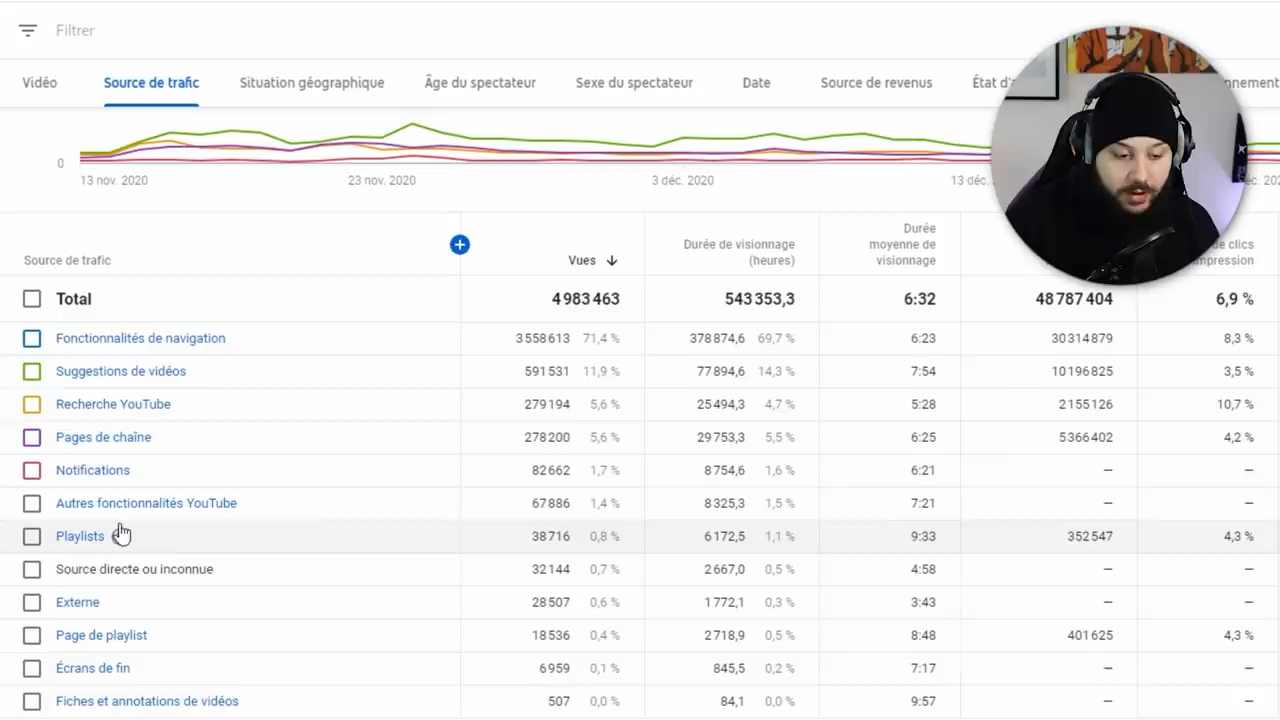 Filtrer
Vidéo Source de trafic Situation géographique Âge du spectateur Sexe du spectateur Date Source de revenus État
0
13 nov. 2020 23 nov. 2020 3 déc. 2020 13 déc.
Source de trafic Vues Durée de visionnage (heures) Durée moyenne de visionnage de clics
Total 4 983 463 543 353,3 6:32 48 787 404 6,9 %
Fonctionnalités de navigation 3 558 613 71,4 % 378 874,6 69,7 % 6:23 30 314 879 8,3 %
Suggestions de vidéos 591 531 11,9 % 77 894,6 14,3 % 7:54 10 196 825 3,5 %
Recherche YouTube 279 194 5,6 % 25 494,3 4,7 % 5:28 2 155 126 10,7 %
Pages de chaîne 278 200 5,6 % 29 753,3 5,5 % 6:25 5 366 402 4,2 %
Notifications 82 662 1,7 % 8 754,6 1,6 % 6:21 – –
Autres fonctionnalités YouTube 67 886 1,4 % 8 325,3 1,5 % 7:21 – –
Playlists 38 716 0,8 % 6 172,5 1,1 % 9:33 352 547 4,3 %
Source directe ou inconnue 32 144 0,7 % 2 667,0 0,5 % 4:58 – –
Externe 28 507 0,6 % 1 772,1 0,3 % 3:43 – –
Page de playlist 18 536 0,4 % 2 718,9 0,5 % 8:48 401 625 4,3 %
Écrans de fin 6 959 0,1 % 845,5 0,2 % 7:17 – –
Fiches et annotations de vidéos 507 0,0 % 84,1 0,0 % 9:57 – –